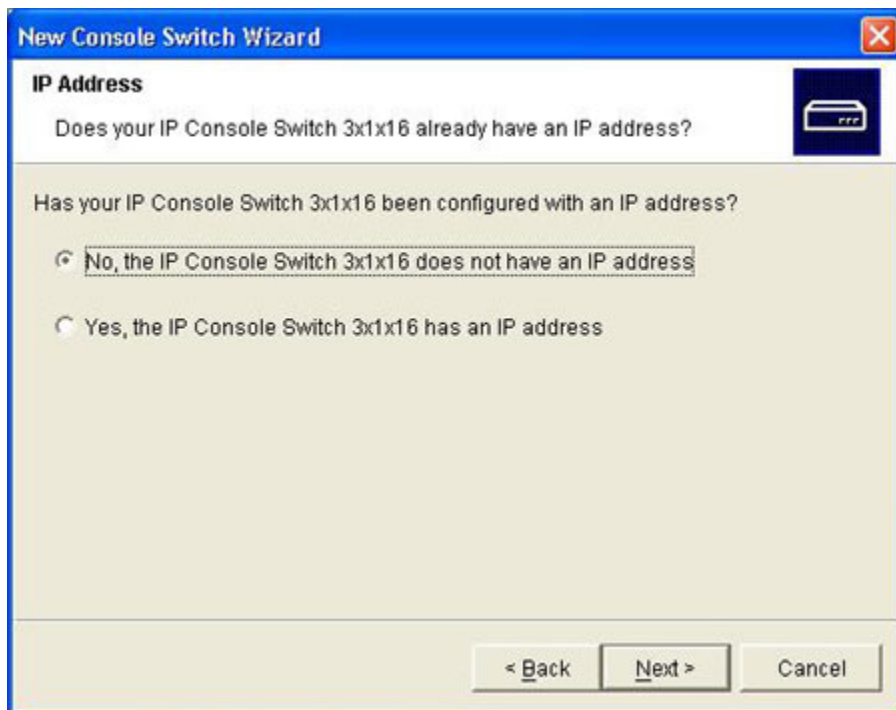 New Console Switch Wizard
IP Address
Does your IP Console Switch 3x1x16 already have an IP address?
Has your IP Console Switch 3x1x16 been configured with an IP address?
No, the IP Console Switch 3x1x16 does not have an IP address
Yes, the IP Console Switch 3x1x16 has an IP address
< Back Next > Cancel